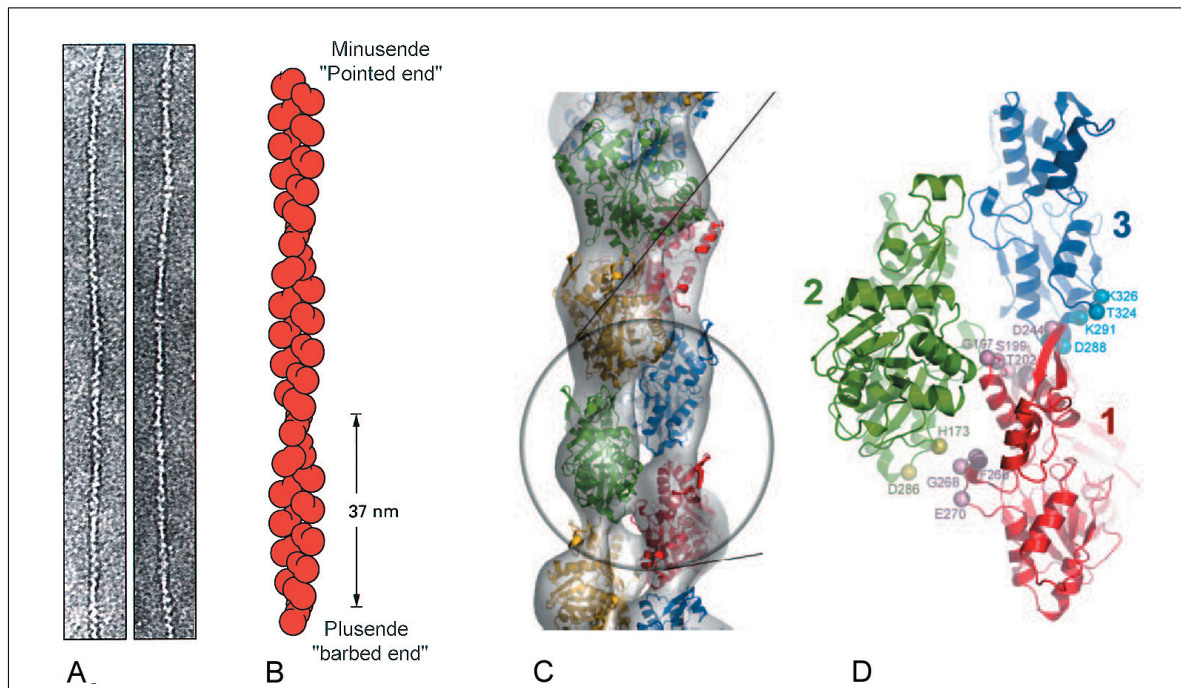 Minusende
"Pointed end"
37 nm
Plusende
"barbed end"
A
B
C
D
2
3
1
K326
T324
K291
D288
D244
S199
G197
T202
H173
D286
G268
E270